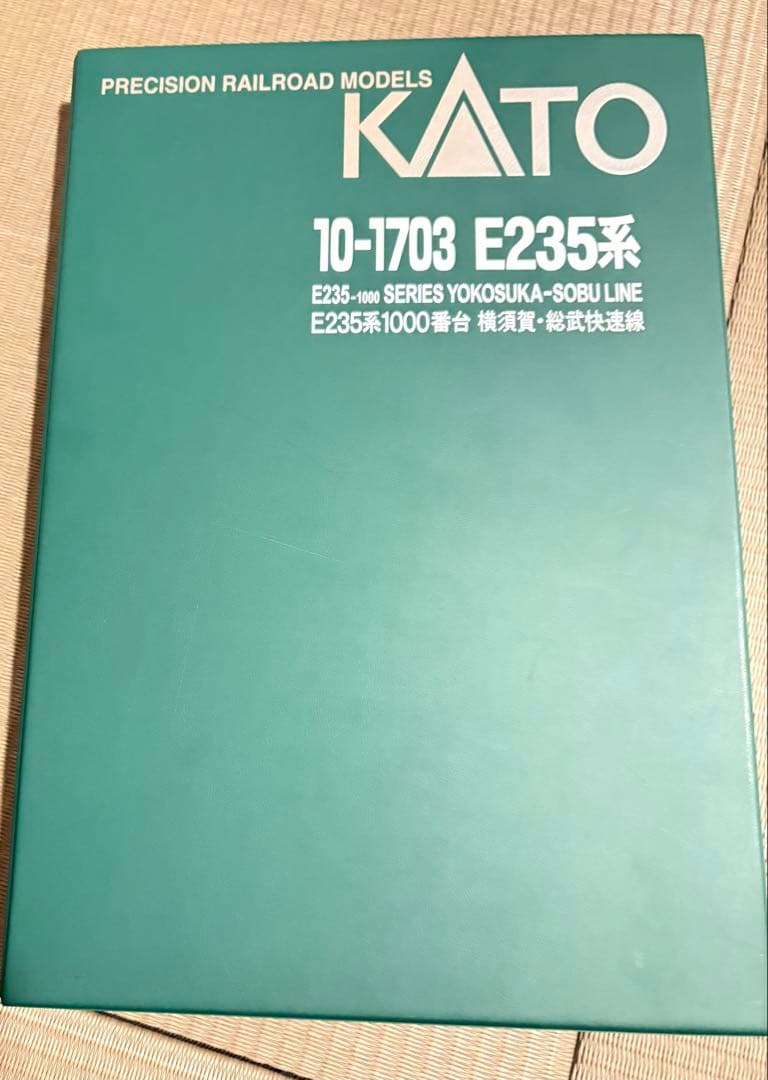 PRECISION RAILROAD MODELS
KATO
10-1703 E235系
E235-1000 SERIES YOKOSUKA-SOBU LINE
E235系1000番台 横須賀・総武快速線